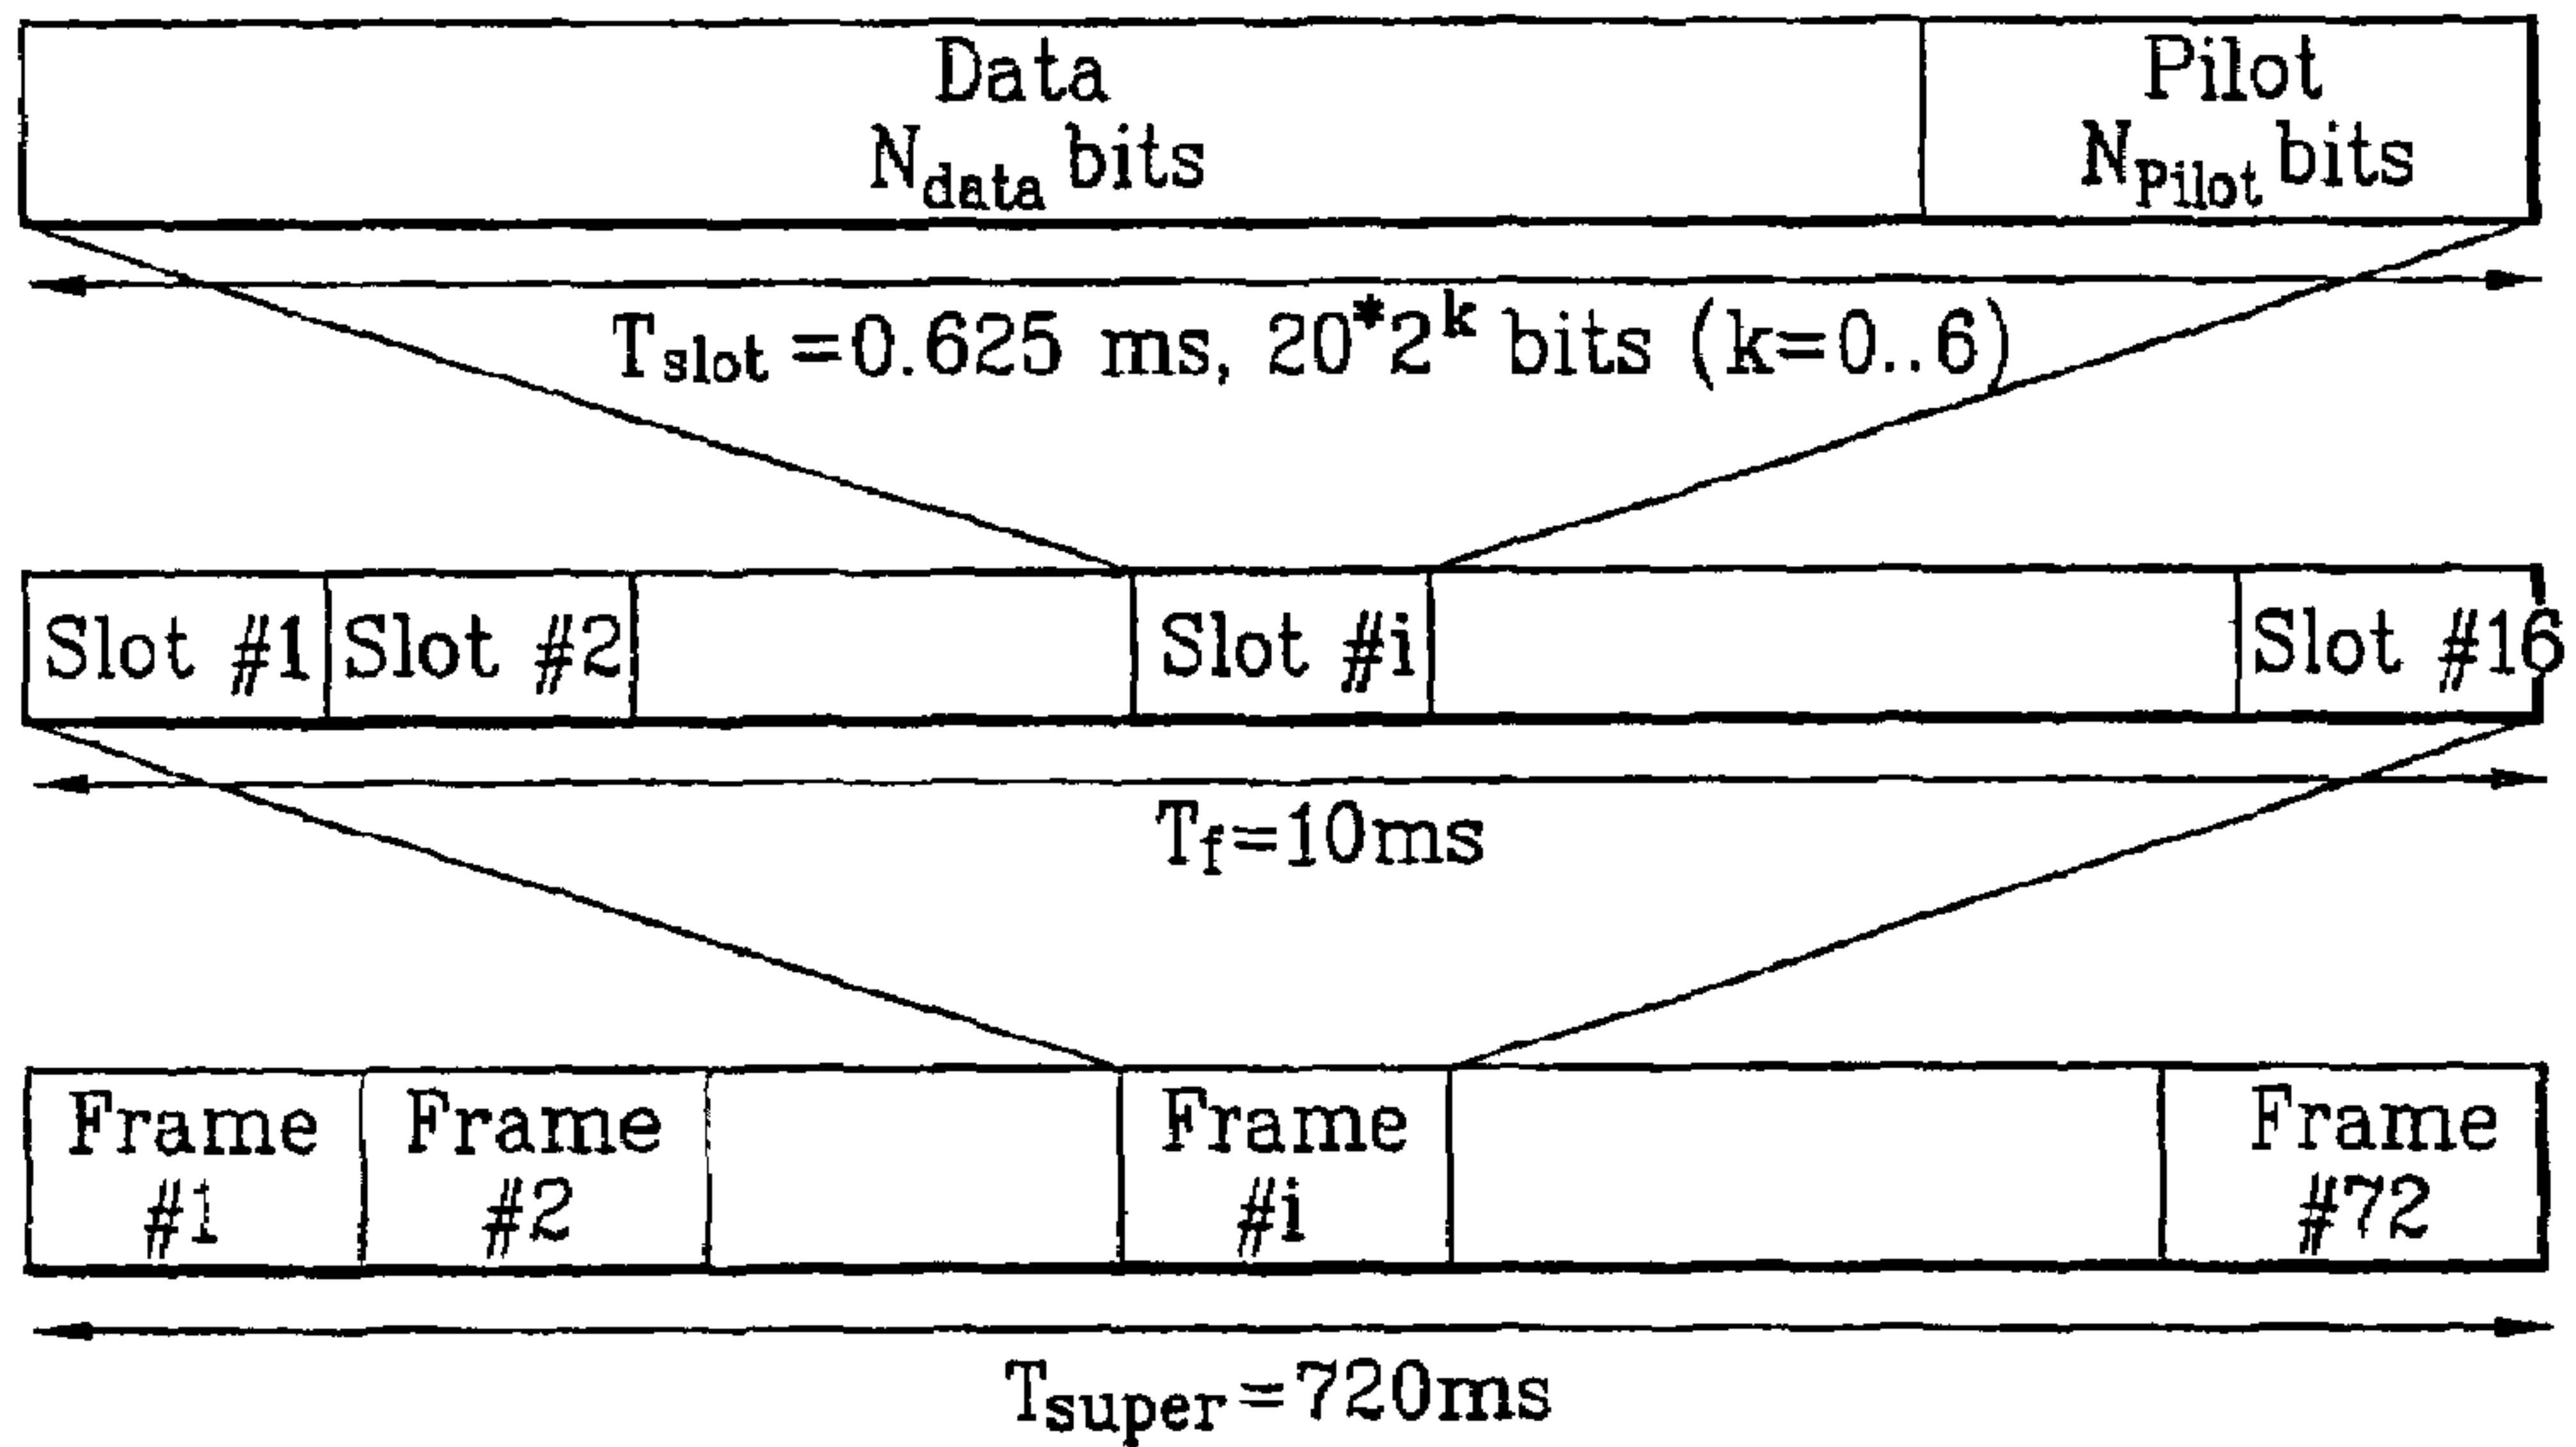 Data
N_data bits
Pilot
N_Pilot bits
T_slot =0.625 ms, 20*2^k bits (k=0..6)
Slot #1 Slot #2 Slot #i Slot #16
T_f=10ms
Frame #1
Frame #2
Frame #i
Frame #72
T_super=720ms